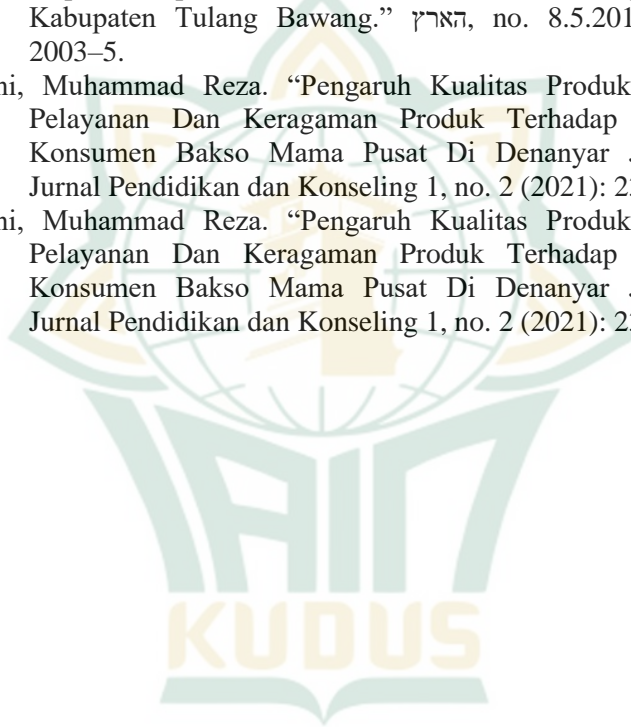 Kabupaten Tulang Bawang.” הארץ, no. 8.5.201
2003–5.
ni, Muhammad Reza. “Pengaruh Kualitas Produk
Pelayanan Dan Keragaman Produk Terhadap
Konsumen Bakso Mama Pusat Di Denanyar
Jurnal Pendidikan dan Konseling 1, no. 2 (2021): 2
ni, Muhammad Reza. “Pengaruh Kualitas Produk
Pelayanan Dan Keragaman Produk Terhadap
Konsumen Bakso Mama Pusat Di Denanyar
Jurnal Pendidikan dan Konseling 1, no. 2 (2021): 2
IAIN
KUDUS